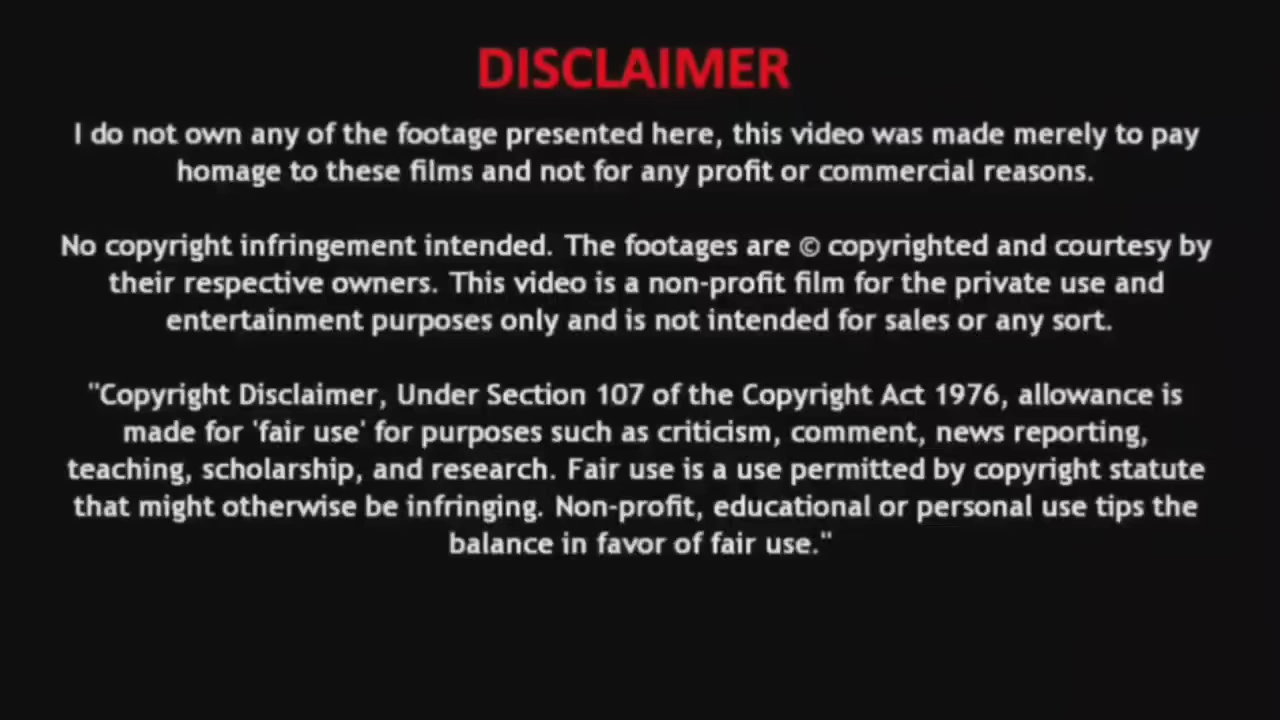 DISCLAIMER
I do not own any of the footage presented here, this video was made merely to pay
homage to these films and not for any profit or commercial reasons.
No copyright infringement intended. The footages are © copyrighted and courtesy by
their respective owners. This video is a non-profit film for the private use and
entertainment purposes only and is not intended for sales or any sort.
"Copyright Disclaimer, Under Section 107 of the Copyright Act 1976, allowance is
made for 'fair use' for purposes such as criticism, comment, news reporting,
teaching, scholarship, and research. Fair use is a use permitted by copyright statute
that might otherwise be infringing. Non-profit, educational or personal use tips the
balance in favor of fair use."